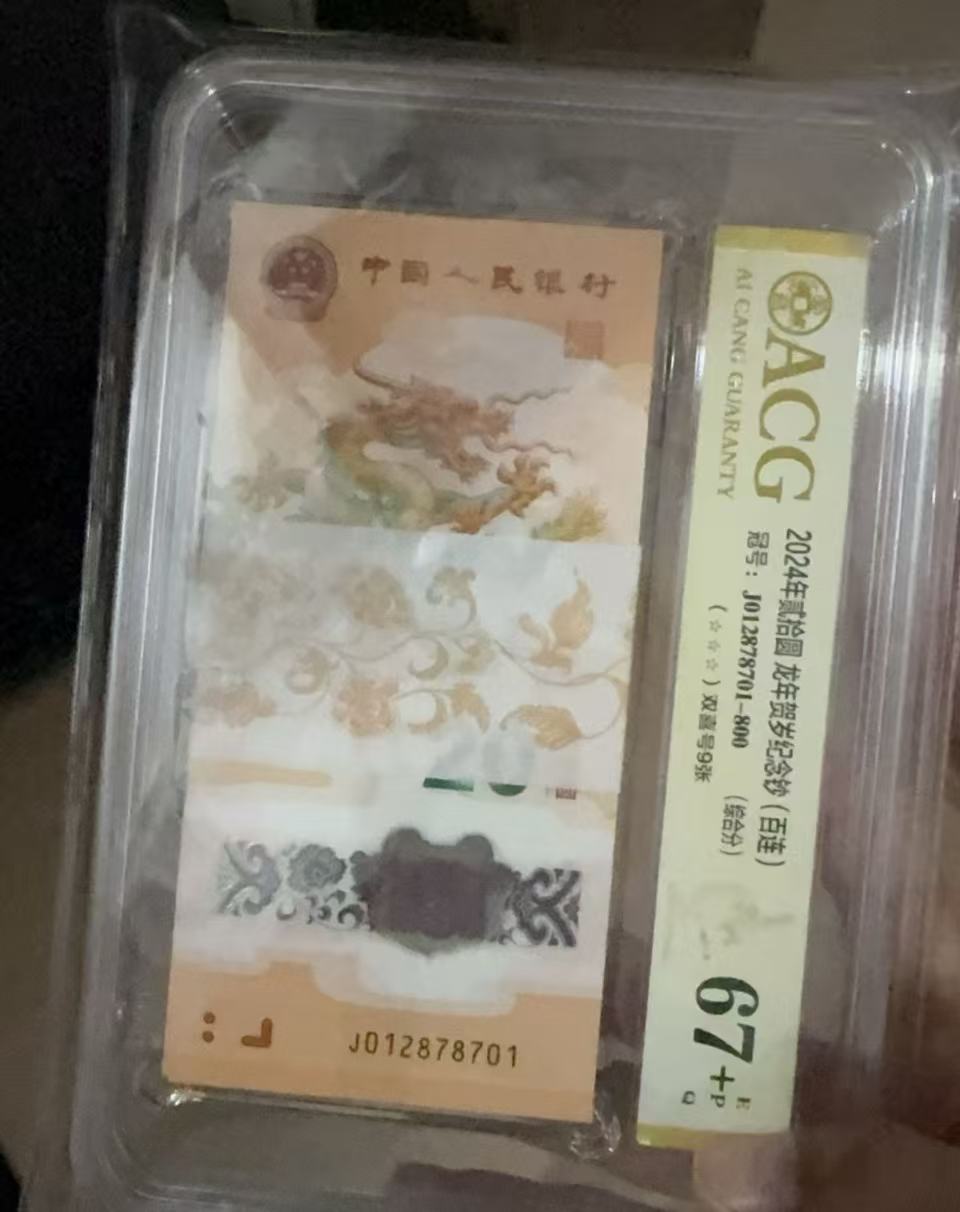 中国人民银行
20
J012878701
ACG
AI CANG GUARANTY
2024年贰拾圆 龙年贺岁纪念钞（百连）
冠号：J012878701-800 （综合分）
（☆☆☆）双喜号9张
67+
E
P
Q